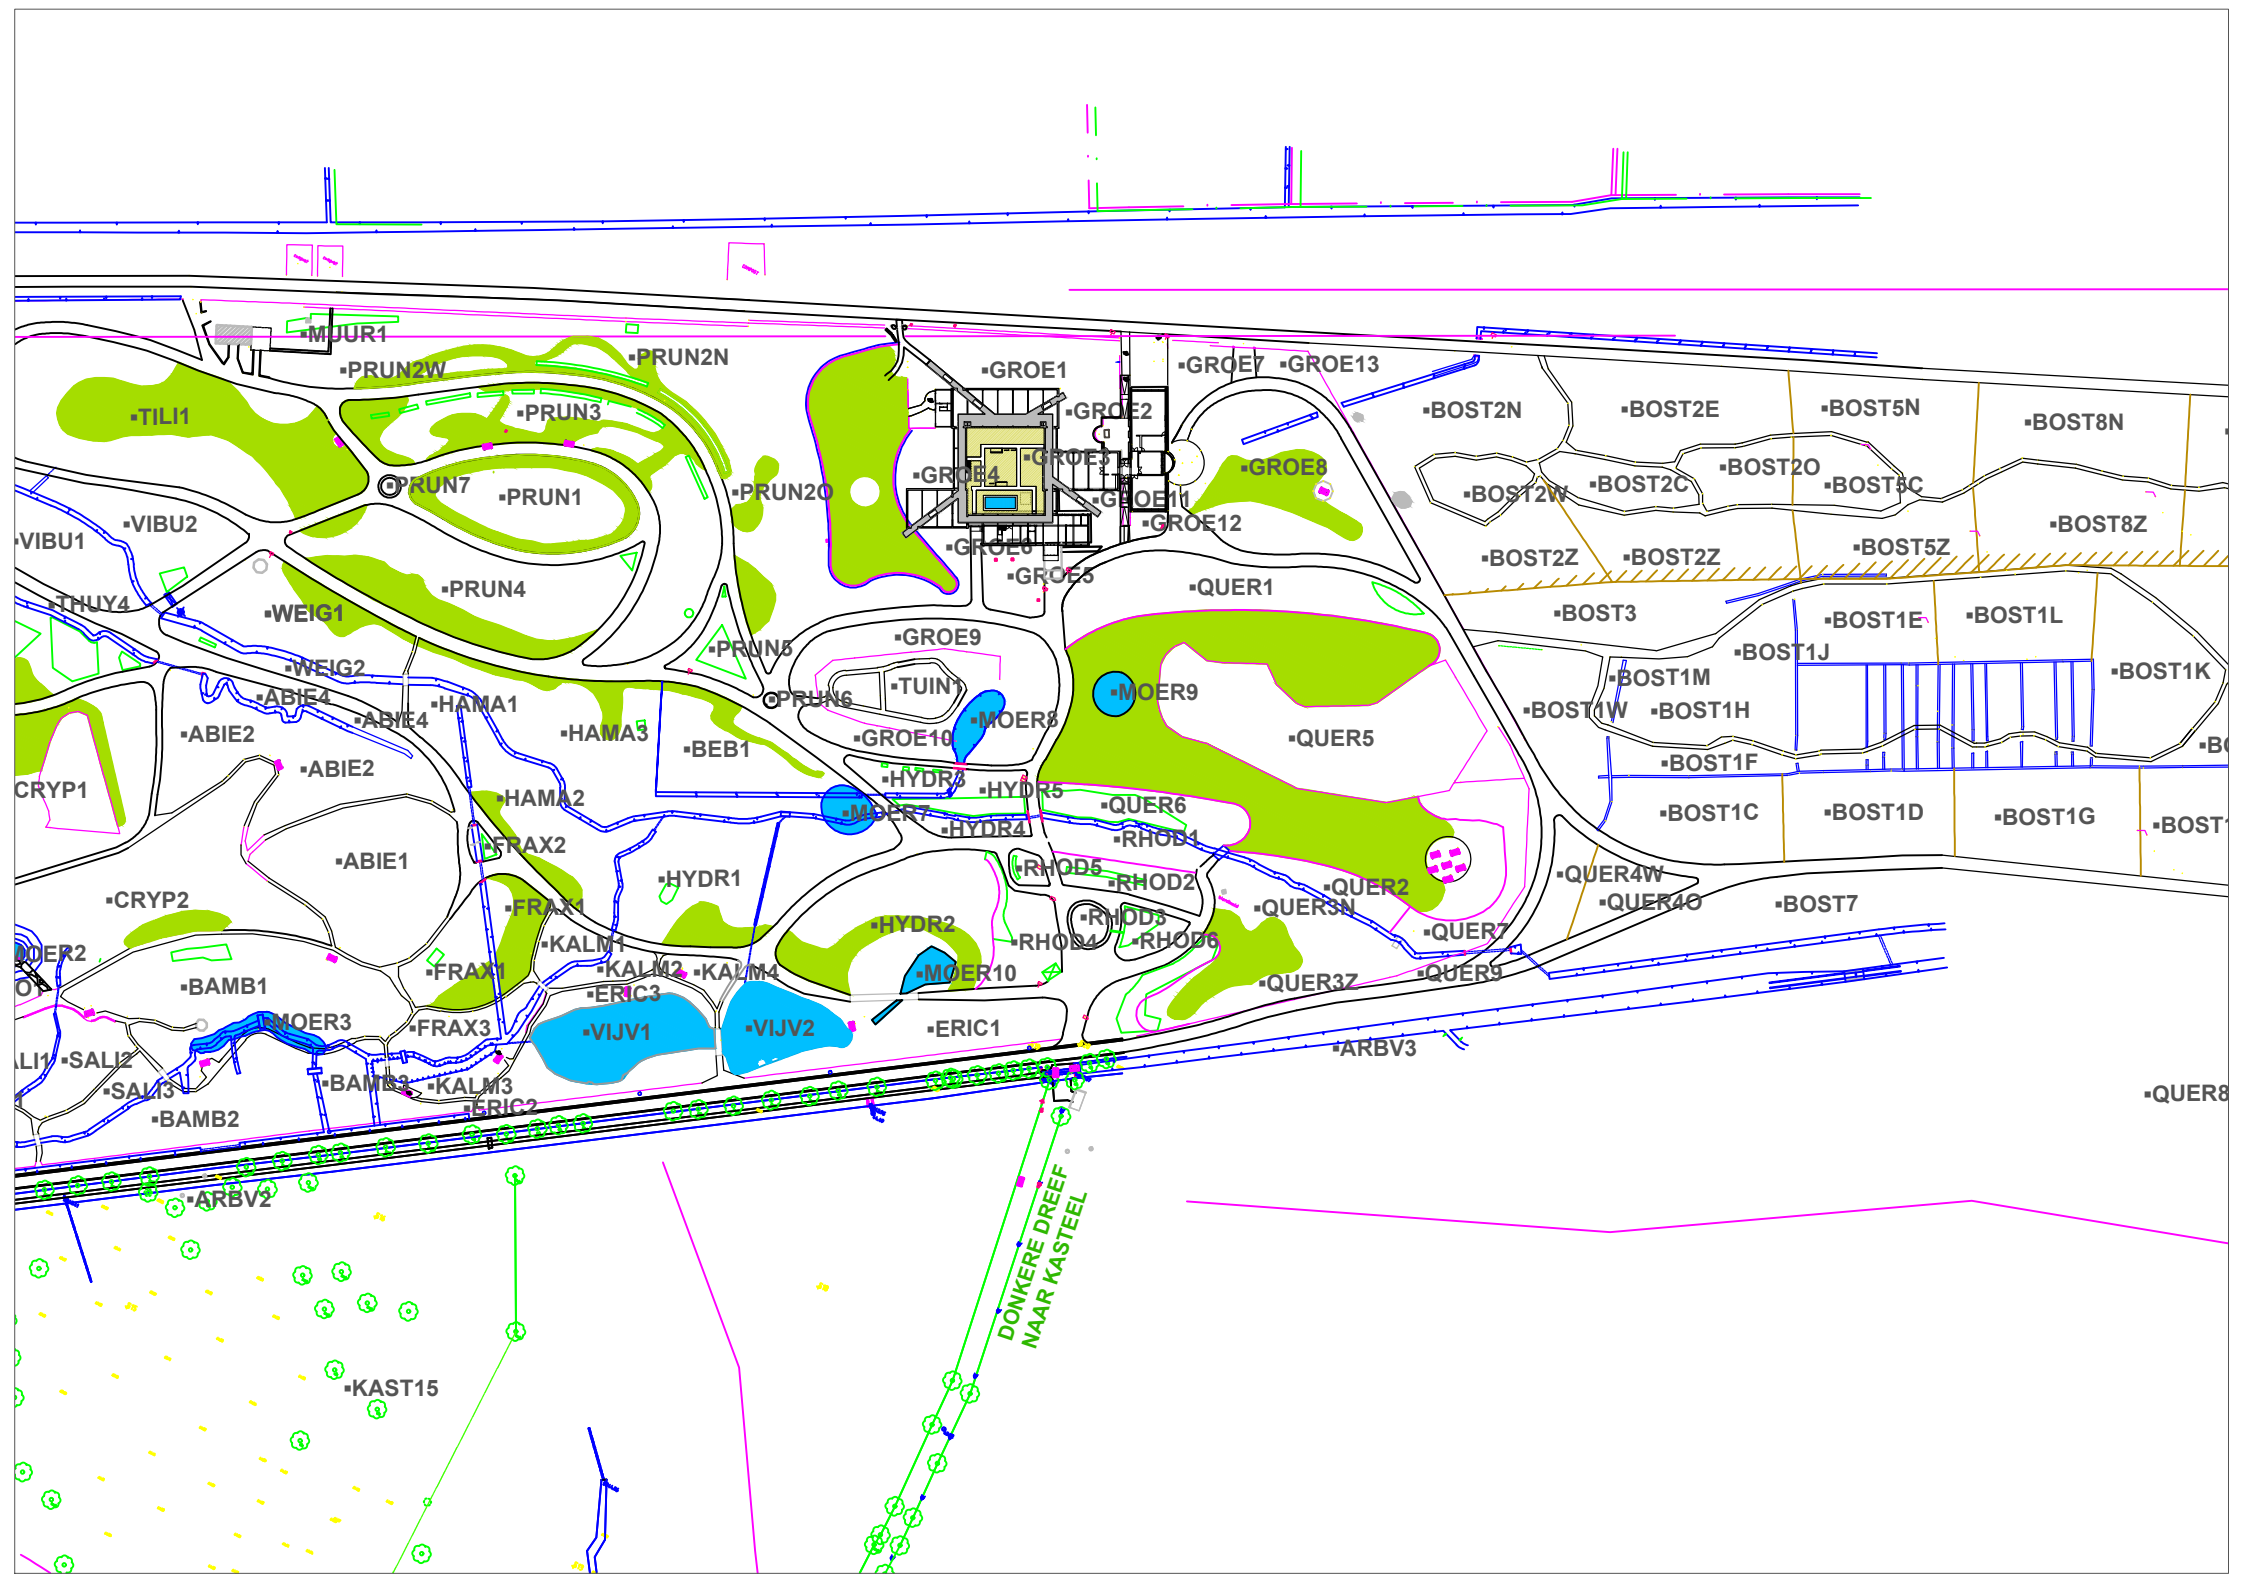 ▪MUUR1
▪PRUN2W
▪PRUN2N
▪GROE1
▪GROE7
▪GROE13
▪TILI1
▪PRUN3
▪GROE2
▪BOST2N
▪BOST2E
▪BOST5N
▪BOST8N
▪PRUN7
▪PRUN1
▪PRUN2O
▪GROE4
▪GROE3
▪GROE11
▪GROE8
▪BOST2W
▪BOST2C
▪BOST2O
▪BOST5C
▪VIBU1
▪VIBU2
▪GROE6
▪GROE12
▪BOST2Z
▪BOST2Z
▪BOST5Z
▪BOST8Z
▪THUY4
▪WEIG1
▪PRUN4
▪GROE5
▪QUER1
▪BOST3
▪BOST1E
▪BOST1L
▪WEIG2
▪PRUN5
▪GROE9
▪BOST1J
▪ABIE4
▪ABIE4
▪HAMA1
▪PRUN6
▪TUIN1
▪MOER8
▪MOER9
▪BOST1M
▪BOST1K
▪ABIE2
▪HAMA3
▪BEB1
▪GROE10
▪QUER5
▪BOST1W
▪BOST1H
▪BO
CRYP1
▪ABIE2
▪HAMA2
▪MOER7
▪HYDR3
▪HYDR5
▪QUER6
▪BOST1F
▪ABIE1
▪FRAX2
▪HYDR4
▪RHOD1
▪BOST1C
▪BOST1D
▪BOST1G
▪BOST1
▪CRYP2
▪FRAX1
▪HYDR1
▪HYDR2
▪RHOD5
▪RHOD2
▪QUER2
▪QUER4W
▪RHOD3
▪QUER3N
▪QUER4O
▪BOST7
MOER2
▪KALM1
▪RHOD4
▪RHOD6
▪QUER7
O1
▪BAMB1
▪FRAX1
▪KALM2
▪KALM4
▪MOER10
▪QUER3Z
▪QUER9
▪ERIC3
▪MOER3
▪FRAX3
▪VIJV1
▪VIJV2
▪ERIC1
▪ARBV3
ALI1
▪SALI2
▪SALI3
▪BAMB3
▪KALM3
▪QUER8
1
▪BAMB2
▪ERIC2
▪ARBV2
DONKERE DREEF
NAAR KASTEEL
▪KAST15